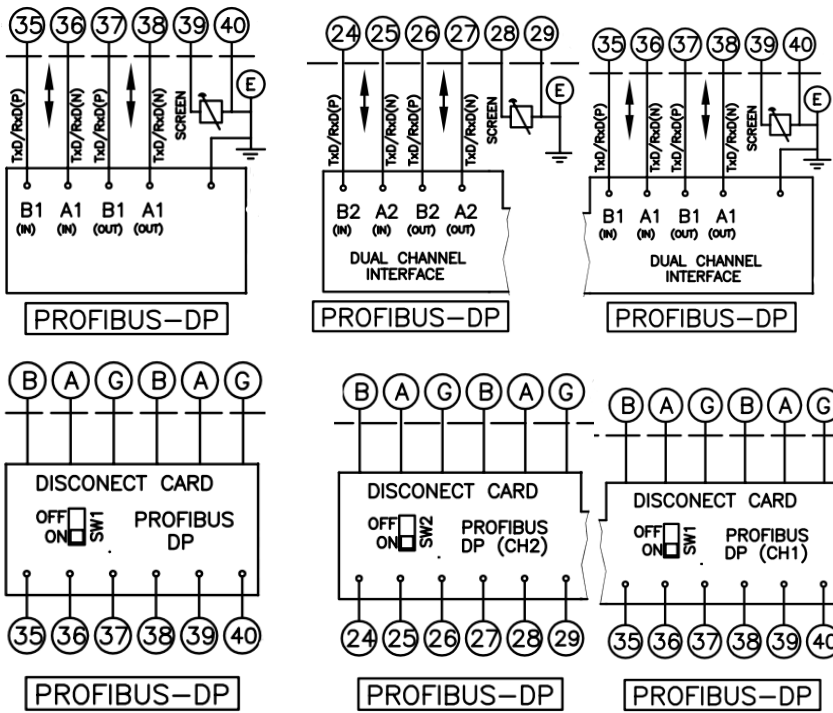 35 36 37 38 39 40
E
TxD/RxD(P)
TxD/RxD(N)
TxD/RxD(P)
TxD/RxD(N)
SCREEN
B1 A1 B1 A1
(IN) (IN) (OUT) (OUT)
PROFIBUS-DP
24 25 26 27 28 29
E
TxD/RxD(P)
TxD/RxD(N)
TxD/RxD(P)
TxD/RxD(N)
SCREEN
B2 A2 B2 A2
(IN) (IN) (OUT) (OUT)
DUAL CHANNEL
INTERFACE
PROFIBUS-DP
35 36 37 38 39 40
E
TxD/RxD(P)
TxD/RxD(N)
TxD/RxD(P)
TxD/RxD(N)
SCREEN
B1 A1 B1 A1
(IN) (IN) (OUT) (OUT)
DUAL CHANNEL
INTERFACE
PROFIBUS-DP
B A G B A G
DISCONECT CARD
OFF
ON
SW1
PROFIBUS
DP
35 36 37 38 39 40
PROFIBUS-DP
B A G B A G
DISCONECT CARD
OFF
ON
SW2
PROFIBUS
DP (CH2)
24 25 26 27 28 29
PROFIBUS-DP
B A G B A G
DISCONECT CARD
OFF
ON
SW1
PROFIBUS
DP (CH1)
35 36 37 38 39 40
PROFIBUS-DP